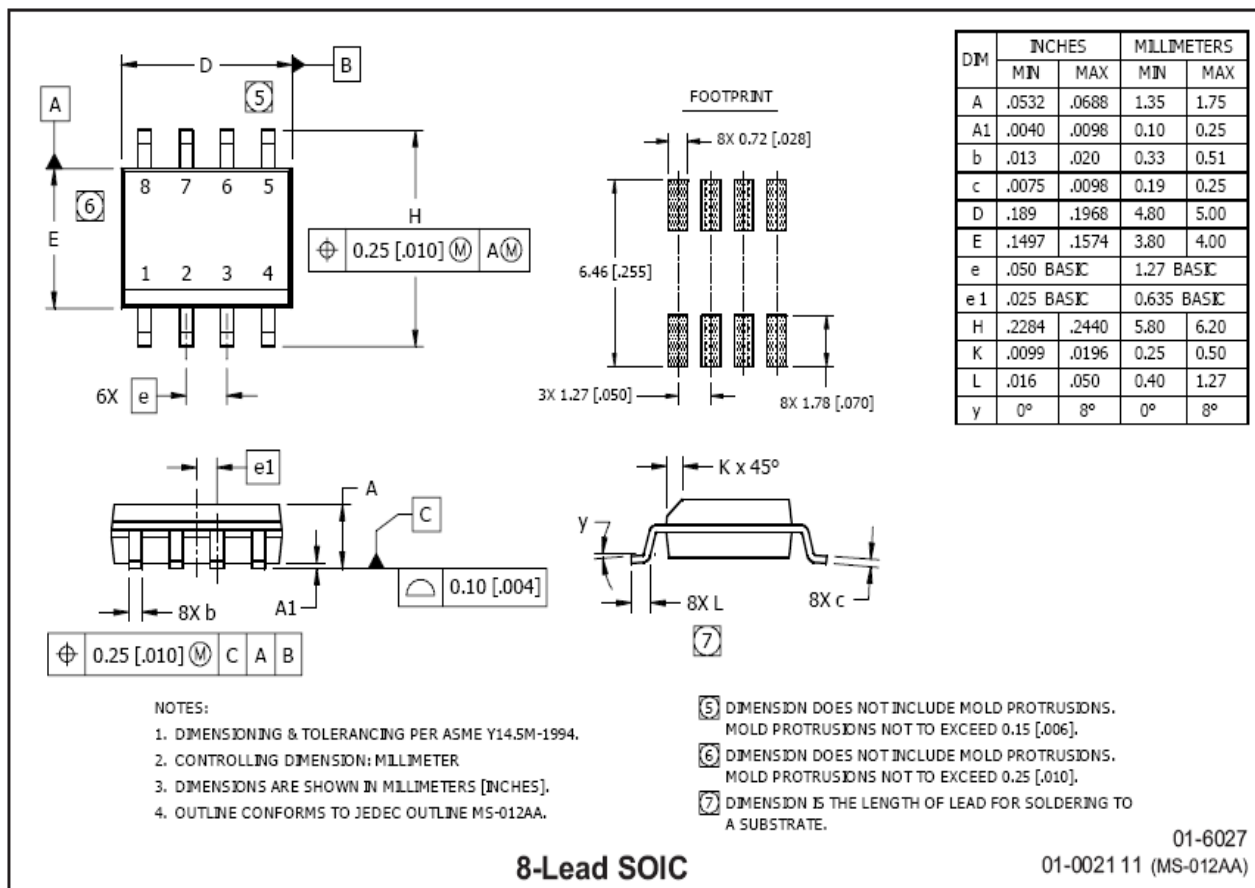 D
B
5
A
8 7 6 5
6
E
H
0.25 [.010] M A M
1 2 3 4
6X e
FOOTPRINT
8X 0.72 [.028]
6.46 [.255]
3X 1.27 [.050]
8X 1.78 [.070]
DIM INCHES MILLIMETERS
MIN MAX MIN MAX
A .0532 .0688 1.35 1.75
A1 .0040 .0098 0.10 0.25
b .013 .020 0.33 0.51
c .0075 .0098 0.19 0.25
D .189 .1968 4.80 5.00
E .1497 .1574 3.80 4.00
e .050 BASIC 1.27 BASIC
e1 .025 BASIC 0.635 BASIC
H .2284 .2440 5.80 6.20
K .0099 .0196 0.25 0.50
L .016 .050 0.40 1.27
y 0° 8° 0° 8°
e1
A
C
0.10 [.004]
A1
8X b
0.25 [.010] M C A B
K x 45°
y
8X L
8X c
7
NOTES:
1. DIMENSIONING & TOLERANCING PER ASME Y14.5M-1994.
2. CONTROLLING DIMENSION: MILLIMETER
3. DIMENSIONS ARE SHOWN IN MILLIMETERS [INCHES].
4. OUTLINE CONFORMS TO JEDEC OUTLINE MS-012AA.
5 DIMENSION DOES NOT INCLUDE MOLD PROTRUSIONS.
MOLD PROTRUSIONS NOT TO EXCEED 0.15 [.006].
6 DIMENSION DOES NOT INCLUDE MOLD PROTRUSIONS.
MOLD PROTRUSIONS NOT TO EXCEED 0.25 [.010].
7 DIMENSION IS THE LENGTH OF LEAD FOR SOLDERING TO
A SUBSTRATE.
8-Lead SOIC
01-6027
01-0021 11 (MS-012AA)